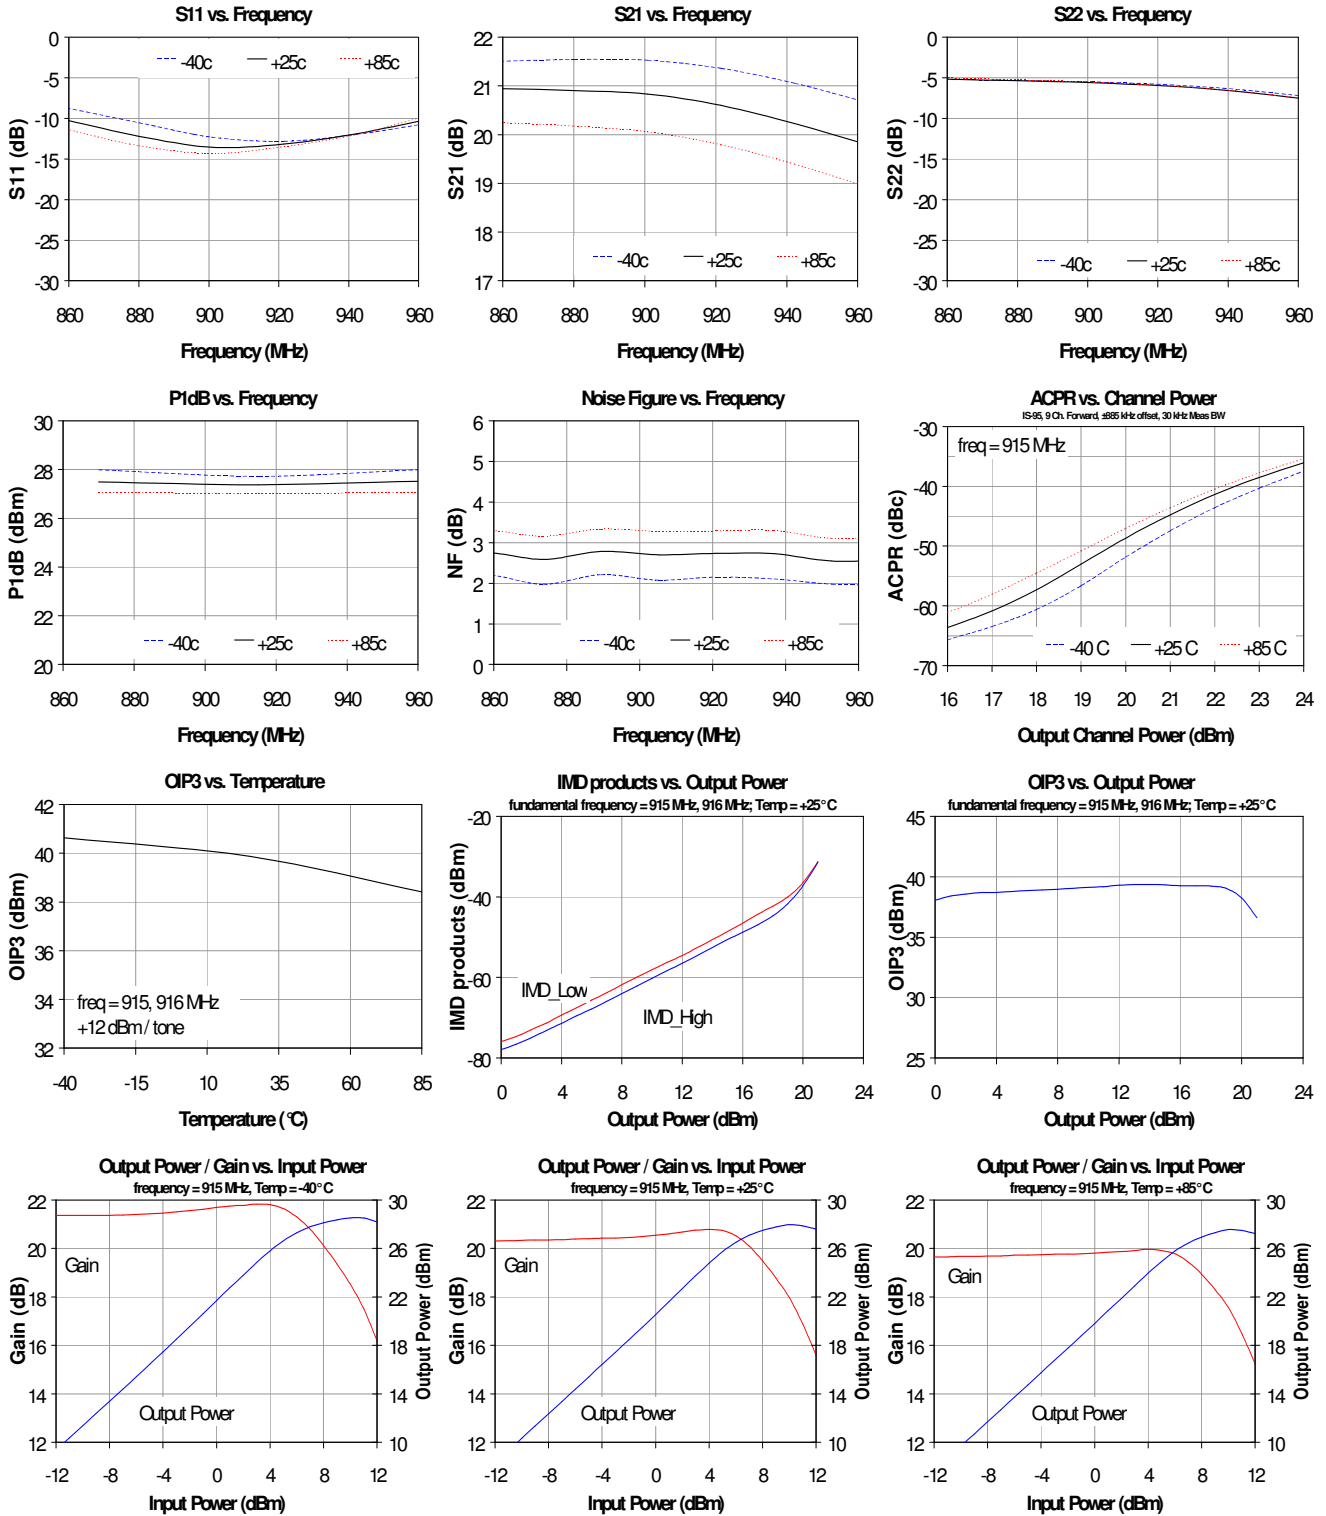 S11 vs. Frequency
0
-5
-10
-15
-20
-25
-30
S11 (dB)
-40c
+25c
+85c
860
880
900
920
940
960
Frequency (MHz)
S21 vs. Frequency
22
21
20
19
18
17
S21 (dB)
-40c
+25c
+85c
860
880
900
920
940
960
Frequency (MHz)
S22 vs. Frequency
0
-5
-10
-15
-20
-25
-30
S22 (dB)
-40c
+25c
+85c
860
880
900
920
940
960
Frequency (MHz)
P1dB vs. Frequency
30
28
26
24
22
20
P1dB (dBm)
-40c
+25c
+85c
860
880
900
920
940
960
Frequency (MHz)
Noise Figure vs. Frequency
6
5
4
3
2
1
0
NF (dB)
-40c
+25c
+85c
860
880
900
920
940
960
Frequency (MHz)
ACPR vs. Channel Power
IS-95, 9 Ch. Forward, ±885 kHz offset, 30 kHz Meas BW
-30
-40
-50
-60
-70
ACPR (dBc)
freq = 915 MHz
-40 C
+25 C
+85 C
16
17
18
19
20
21
22
23
24
Output Channel Power (dBm)
OIP3 vs. Temperature
42
40
38
36
34
32
OIP3 (dBm)
freq = 915, 916 MHz
+12 dBm / tone
-40
-15
10
35
60
85
Temperature (°C)
IMD products vs. Output Power
fundamental frequency = 915 MHz, 916 MHz; Temp = +25°C
-20
-40
-60
-80
IMD products (dBm)
IMD_Low
IMD_High
0
4
8
12
16
20
24
Output Power (dBm)
OIP3 vs. Output Power
fundamental frequency = 915 MHz, 916 MHz; Temp = +25°C
45
40
35
30
25
OIP3 (dBm)
0
4
8
12
16
20
24
Output Power (dBm)
Output Power / Gain vs. Input Power
frequency = 915 MHz, Temp = -40°C
22
20
18
16
14
12
Gain (dB)
Gain
Output Power
30
26
22
18
14
10
Output Power (dBm)
-12
-8
-4
0
4
8
12
Input Power (dBm)
Output Power / Gain vs. Input Power
frequency = 915 MHz, Temp = +25°C
22
20
18
16
14
12
Gain (dB)
Gain
Output Power
30
26
22
18
14
10
Output Power (dBm)
-12
-8
-4
0
4
8
12
Input Power (dBm)
Output Power / Gain vs. Input Power
frequency = 915 MHz, Temp = +85°C
22
20
18
16
14
12
Gain (dB)
Gain
Output Power
30
26
22
18
14
10
Output Power (dBm)
-12
-8
-4
0
4
8
12
Input Power (dBm)